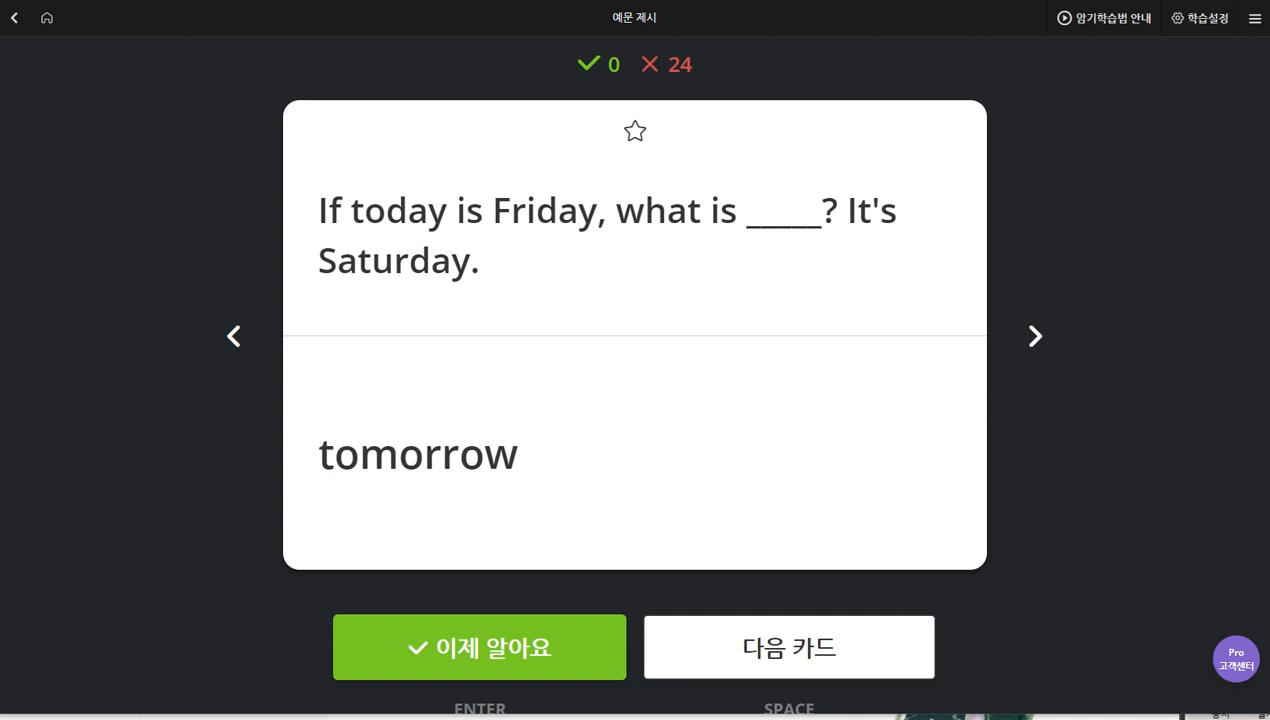 예문 제시
암기학습법 안내
학습설정
0
24
If today is Friday, what is _____? It's
Saturday.
tomorrow
이제 알아요
다음 카드
Pro
고객센터
ENTER
SPACE